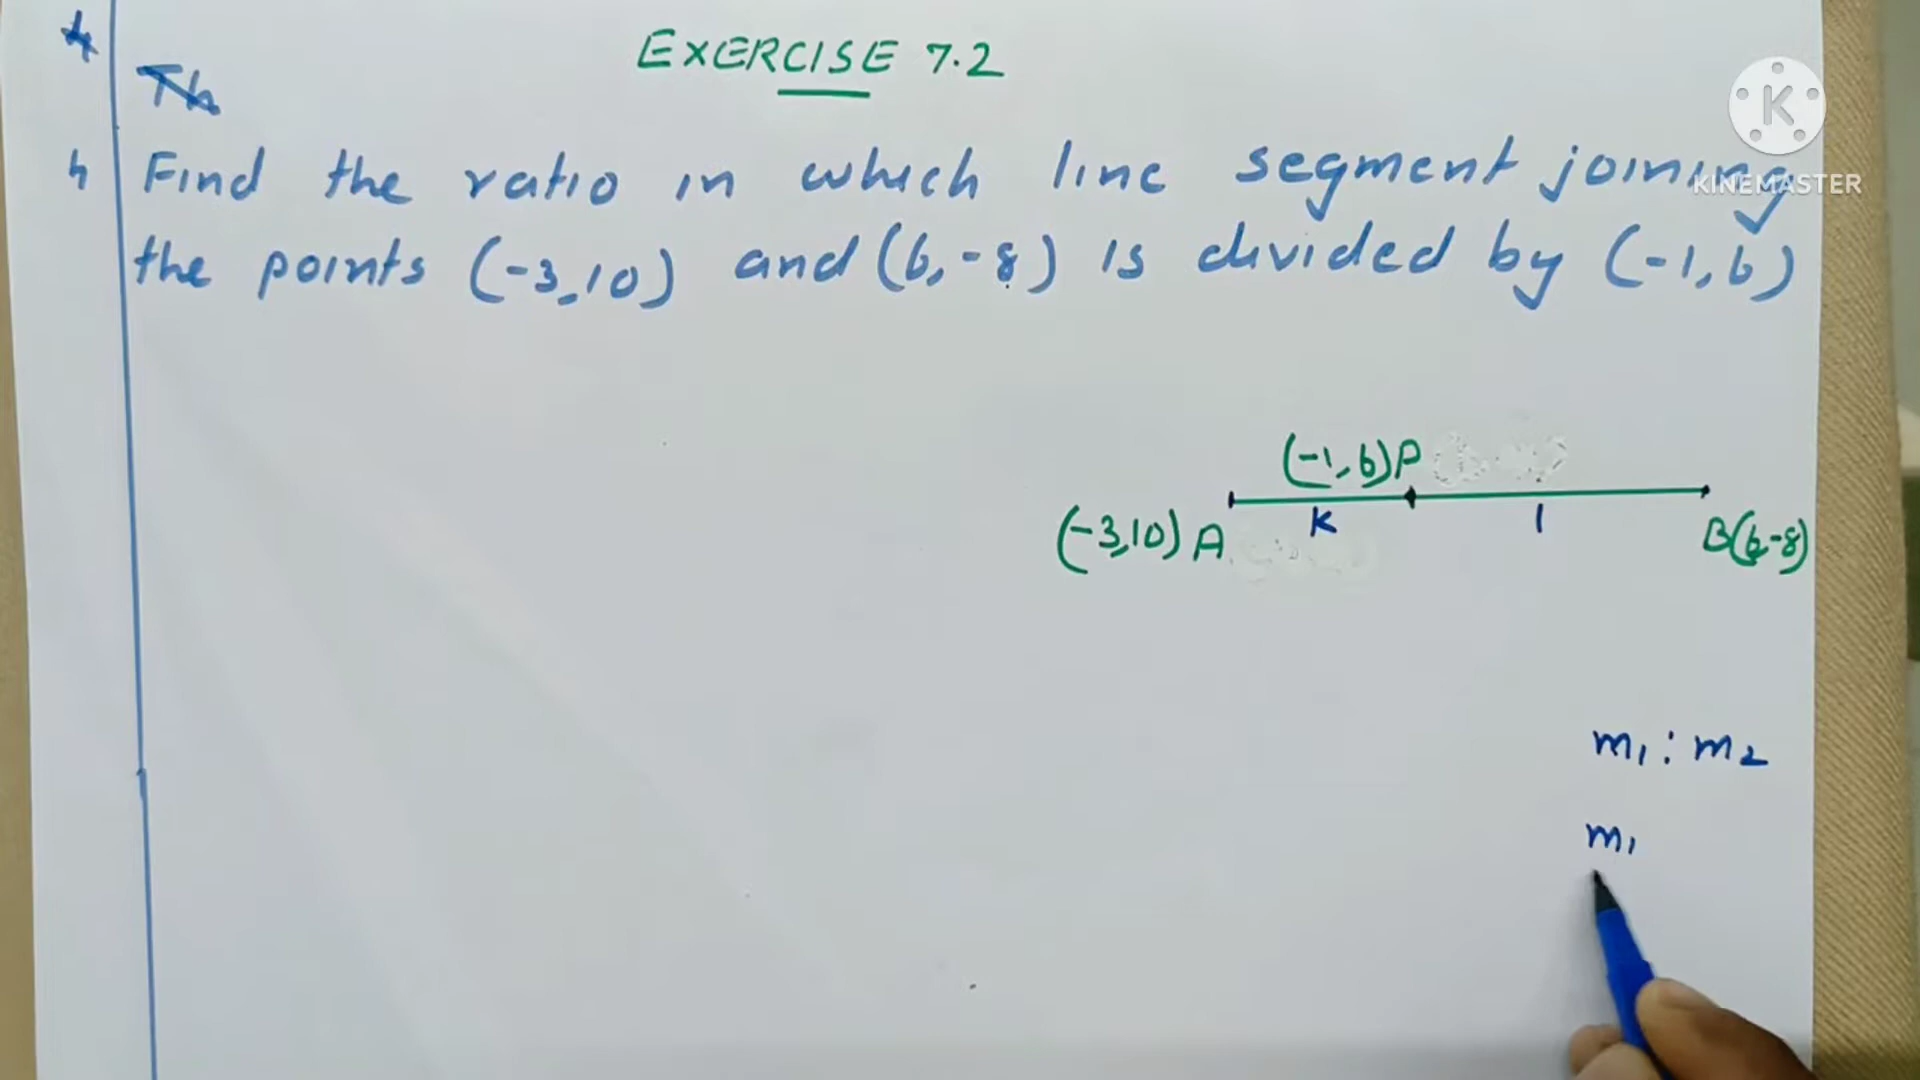 4
EXERCISE 7.2
Th
K
KINEMASTER
4 Find the ratio in which line segment joining
the points (-3,10) and (6,-8) is divided by (-1,6)
(-1,6)P
K 1
(-3,10) A B(6,-8)
m1 : m2
m1